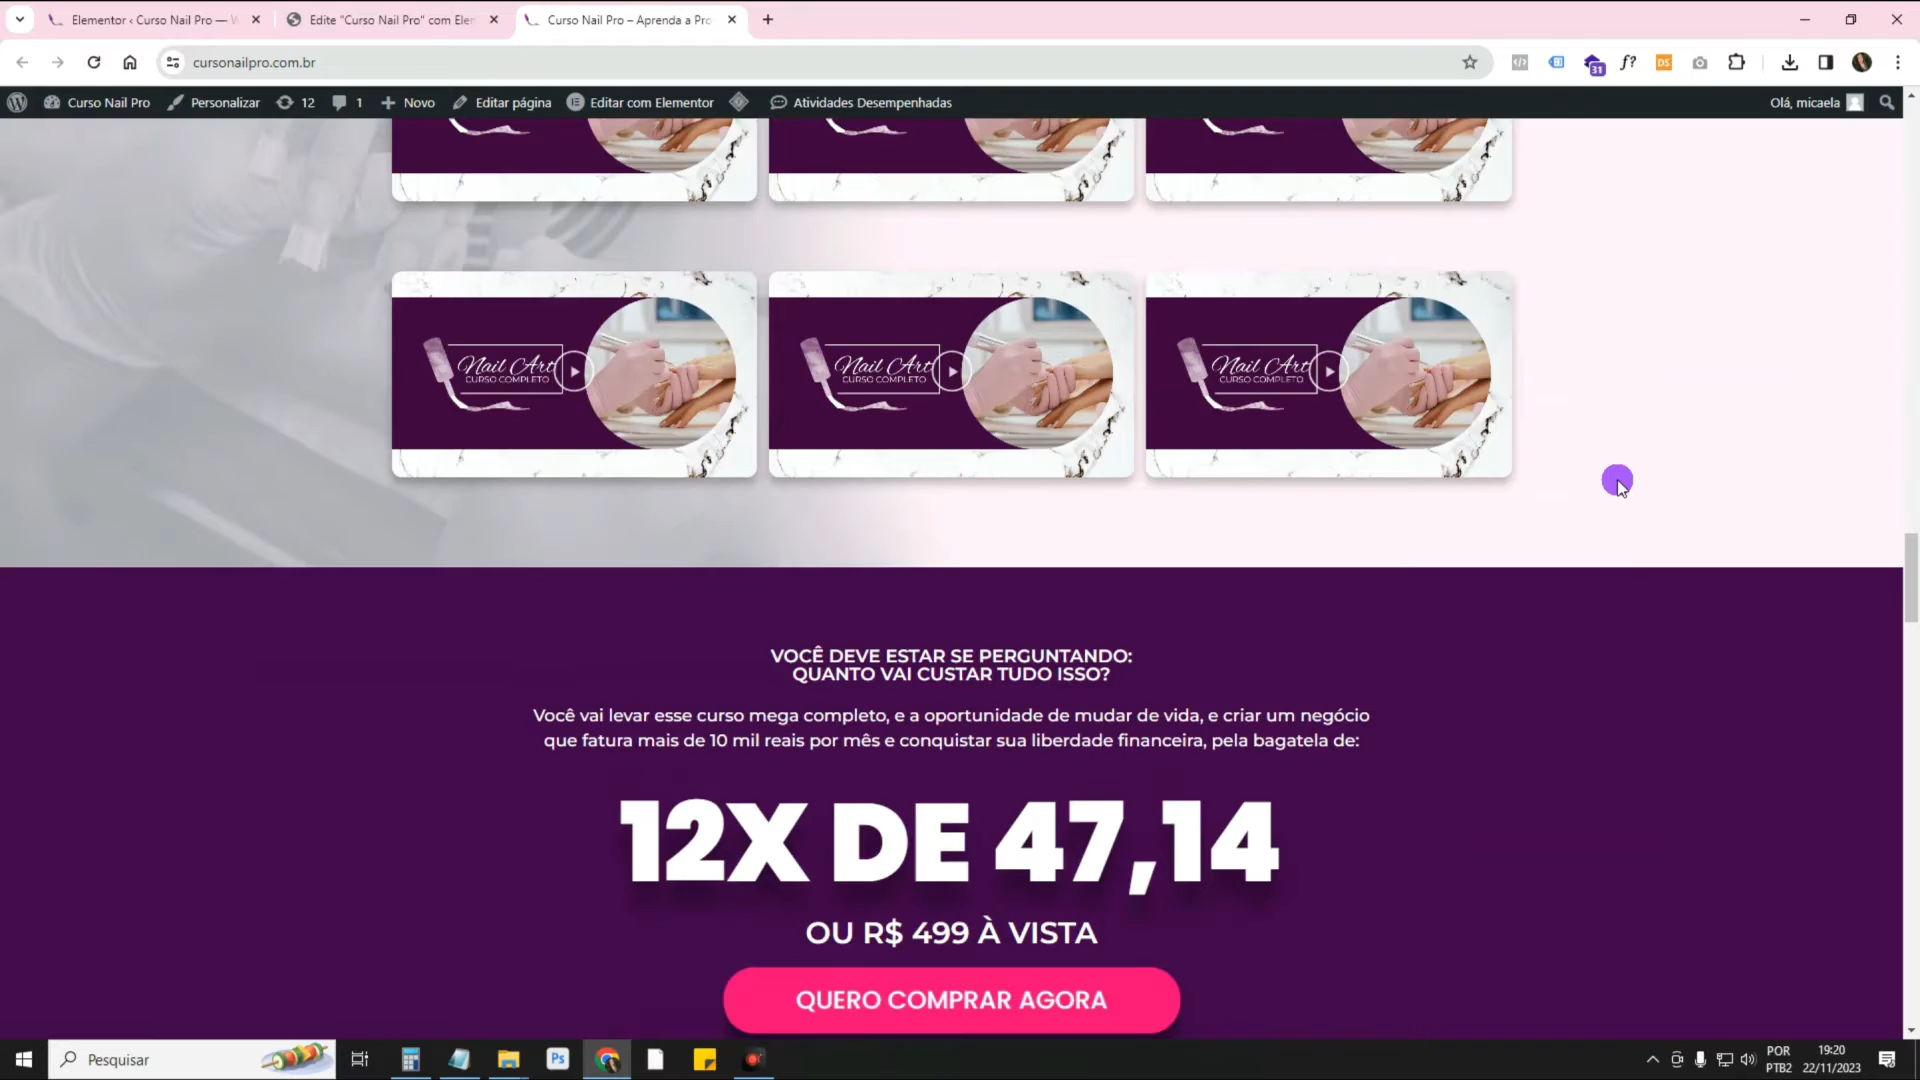 Elementor ‹ Curso Nail Pro —
Edite "Curso Nail Pro" com Ele
Curso Nail Pro – Aprenda a Pro
cursonailpro.com.br
31
f?
DS
Curso Nail Pro
Personalizar
12
1
Novo
Editar página
Editar com Elementor
Atividades Desempenhadas
Olá, micaela
Nail Art
CURSO COMPLETO
Nail Art
CURSO COMPLETO
Nail Art
CURSO COMPLETO
VOCÊ DEVE ESTAR SE PERGUNTANDO:
QUANTO VAI CUSTAR TUDO ISSO?
Você vai levar esse curso mega completo, e a oportunidade de mudar de vida, e criar um negócio
que fatura mais de 10 mil reais por mês e conquistar sua liberdade financeira, pela bagatela de:
12X DE 47,14
OU R$ 499 À VISTA
QUERO COMPRAR AGORA
Pesquisar
Ps
POR
PTB2
19:20
22/11/2023